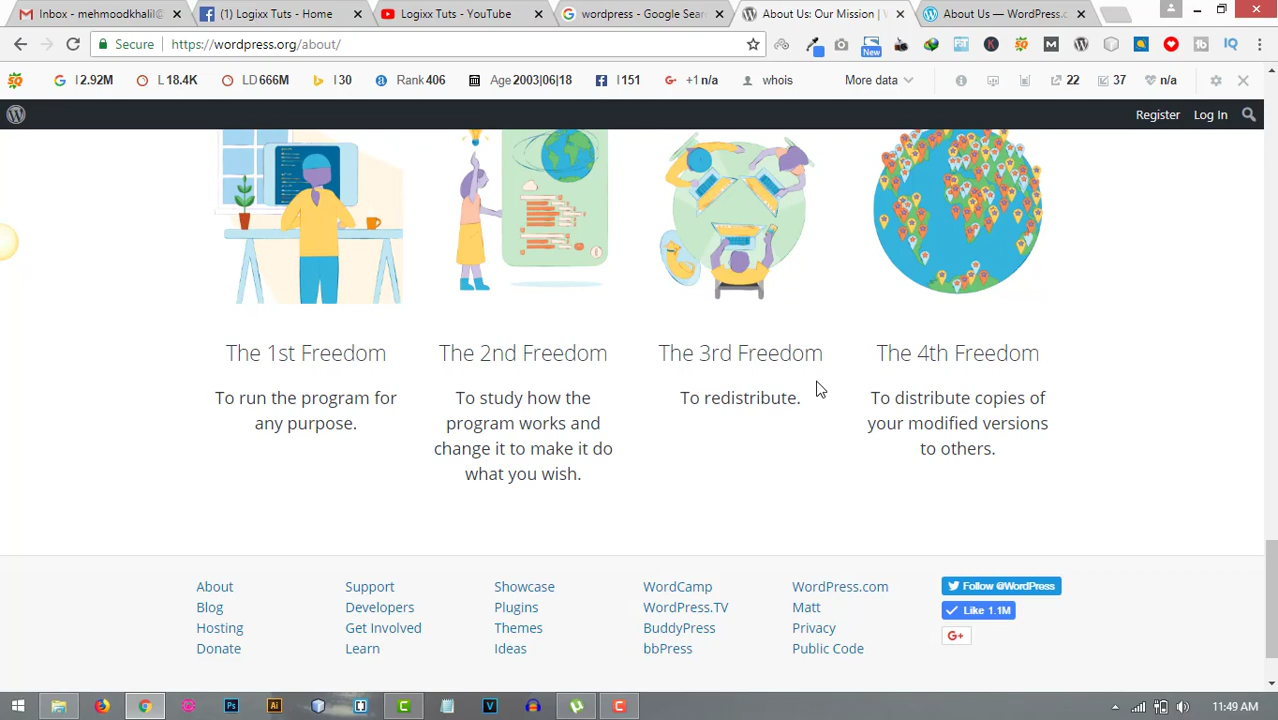 Inbox - mehmoodkhalil@
(1) Logixx Tuts - Home
Logixx Tuts - YouTube
wordpress - Google Sear
About Us: Our Mission |
About Us — WordPress.c
Secure
https://wordpress.org/about/
New
I 2.92M
L 18.4K
LD 666M
I 30
Rank 406
Age 2003|06|18
I 151
+1 n/a
whois
More data
22
37
n/a
Register
Log In
The 1st Freedom
To run the program for
any purpose.
The 2nd Freedom
To study how the
program works and
change it to make it do
what you wish.
The 3rd Freedom
To redistribute.
The 4th Freedom
To distribute copies of
your modified versions
to others.
About
Blog
Hosting
Donate
Support
Developers
Get Involved
Learn
Showcase
Plugins
Themes
Ideas
WordCamp
WordPress.TV
BuddyPress
bbPress
WordPress.com
Matt
Privacy
Public Code
Follow @WordPress
Like 1.1M
G+
11:49 AM